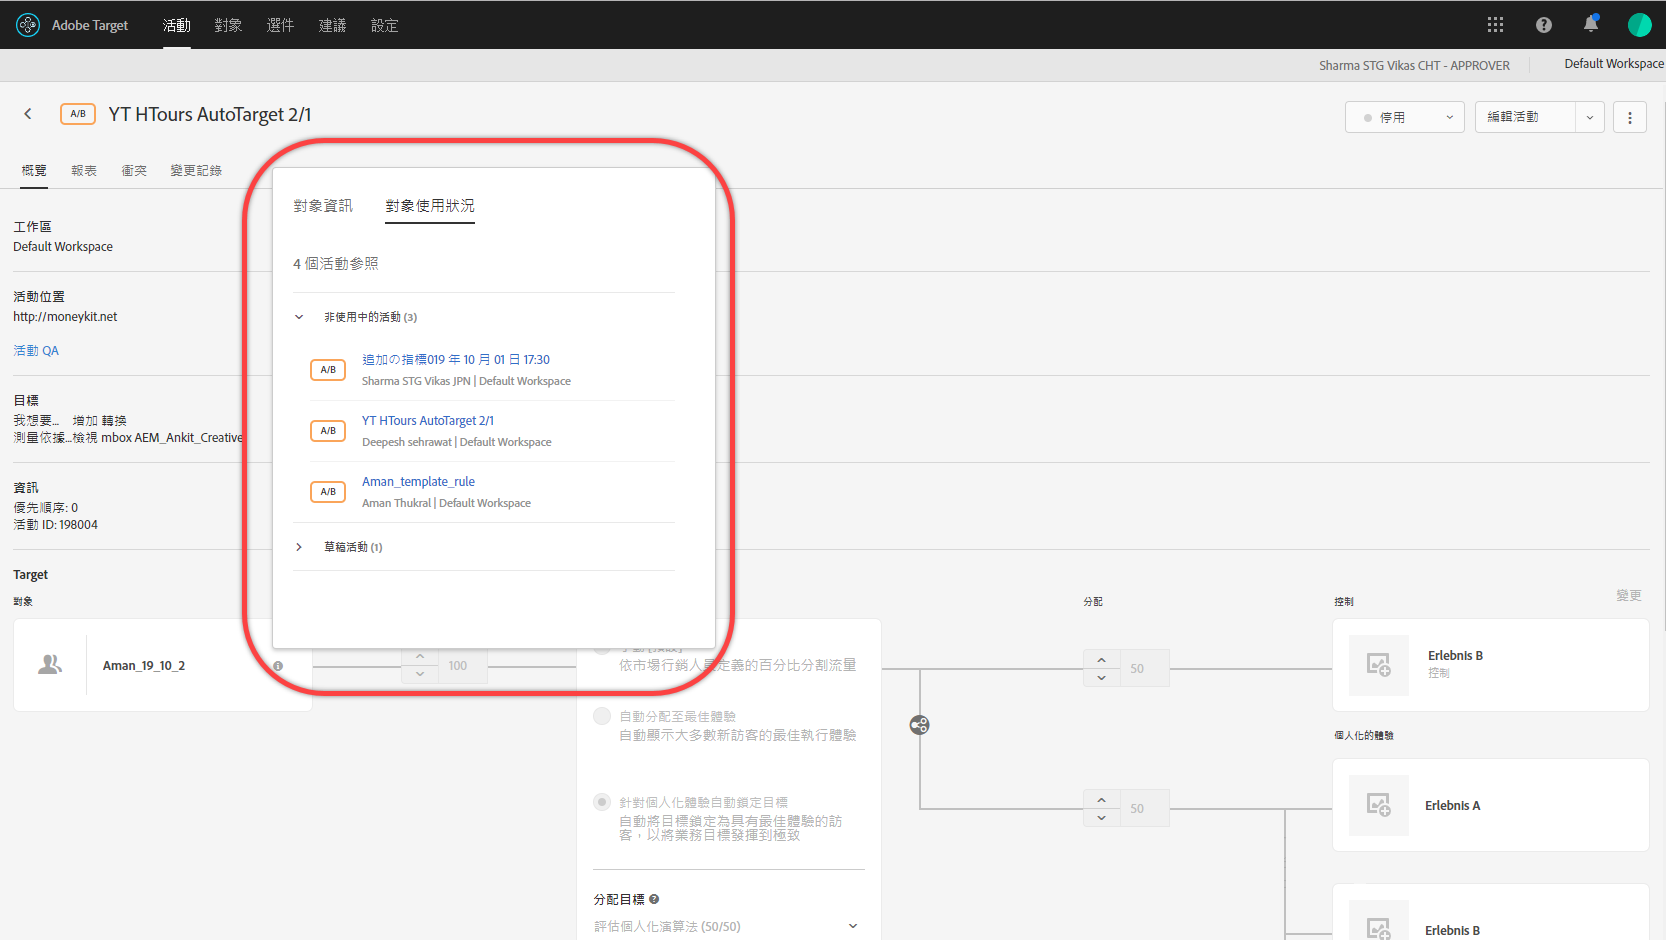 Adobe Target
活動 對象 選件 建議 設定
Sharma STG Vikas CHT - APPROVER
Default Workspace
A/B YT HTours AutoTarget 2/1
停用
編輯活動
概覽 報表 衝突 變更記錄
工作區
Default Workspace
活動位置
http://moneykit.net
活動 QA
目標
我想要... 增加 轉換
測量依據...檢視 mbox AEM_Ankit_Creative
資訊
優先順序: 0
活動 ID: 198004
對象資訊 對象使用狀況
4 個活動參照
非使用中的活動 (3)
A/B
追加の指標019 年 10 月 01 日 17:30
Sharma STG Vikas JPN | Default Workspace
A/B
YT HTours AutoTarget 2/1
Deepesh sehrawat | Default Workspace
A/B
Aman_template_rule
Aman Thukral | Default Workspace
草稿活動 (1)
Target
對象
Aman_19_10_2
100
依市場行銷人員定義的百分比分割流量
自動分配至最佳體驗
自動顯示大多數新訪客的最佳執行體驗
針對個人化體驗自動鎖定目標
自動將目標鎖定為具有最佳體驗的訪
客，以將業務目標發揮到極致
分配目標
評估個人化演算法 (50/50)
分配
50
50
控制
變更
Erlebnis B
控制
個人化的體驗
Erlebnis A
Erlebnis B